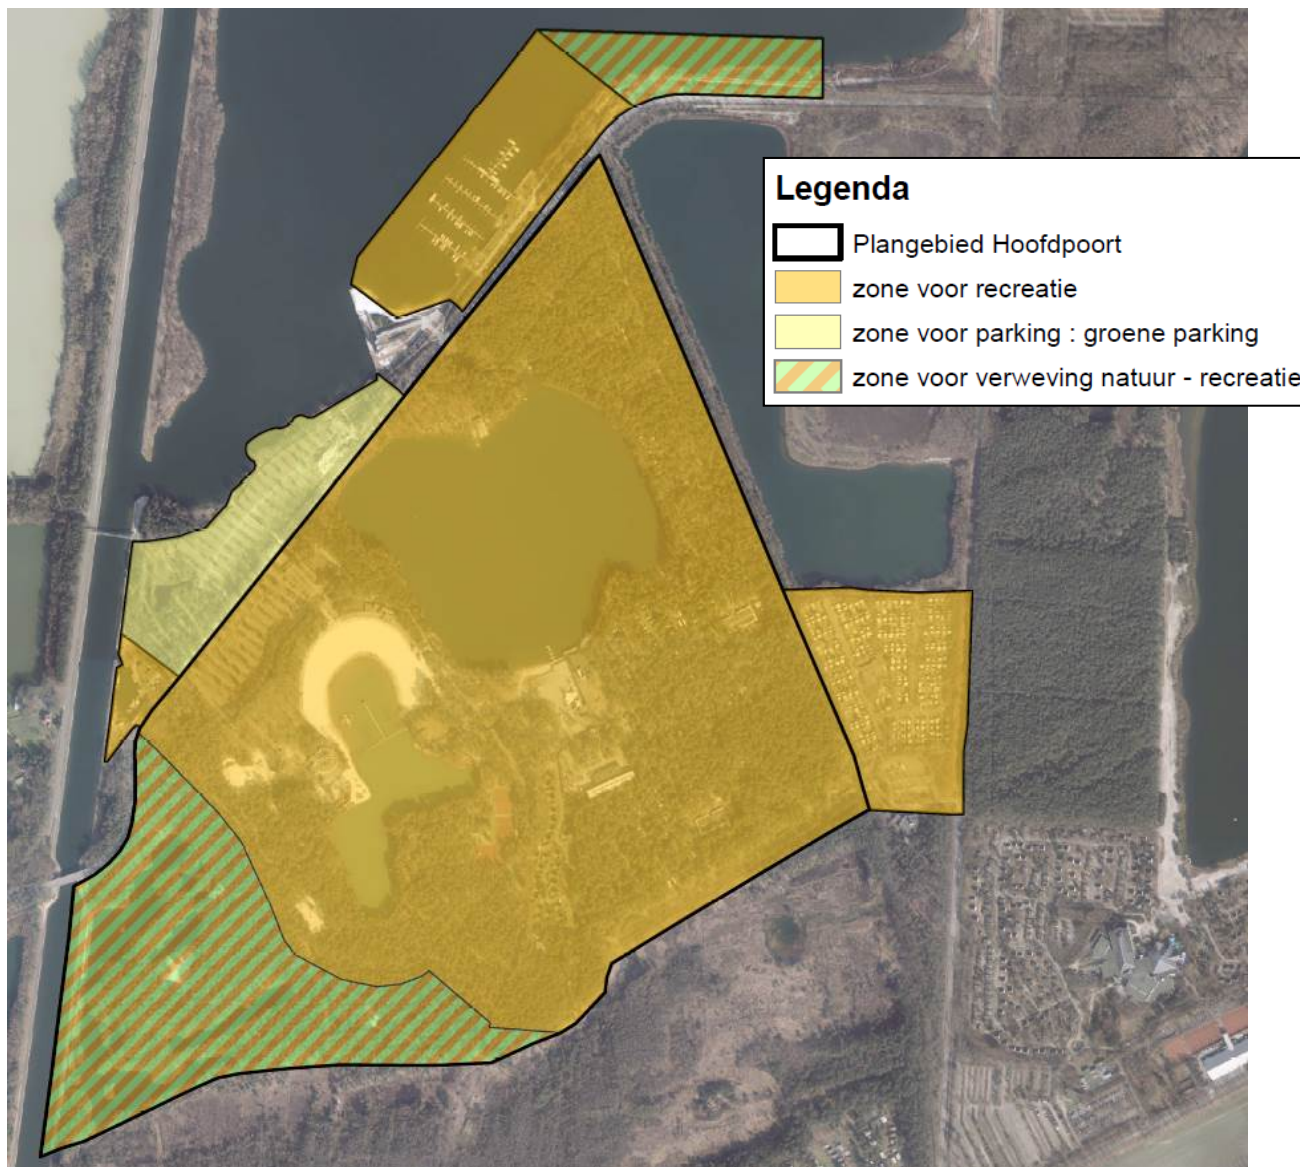 Legenda
Plangebied Hoofdpoort
zone voor recreatie
zone voor parking : groene parking
zone voor verweving natuur - recreatie